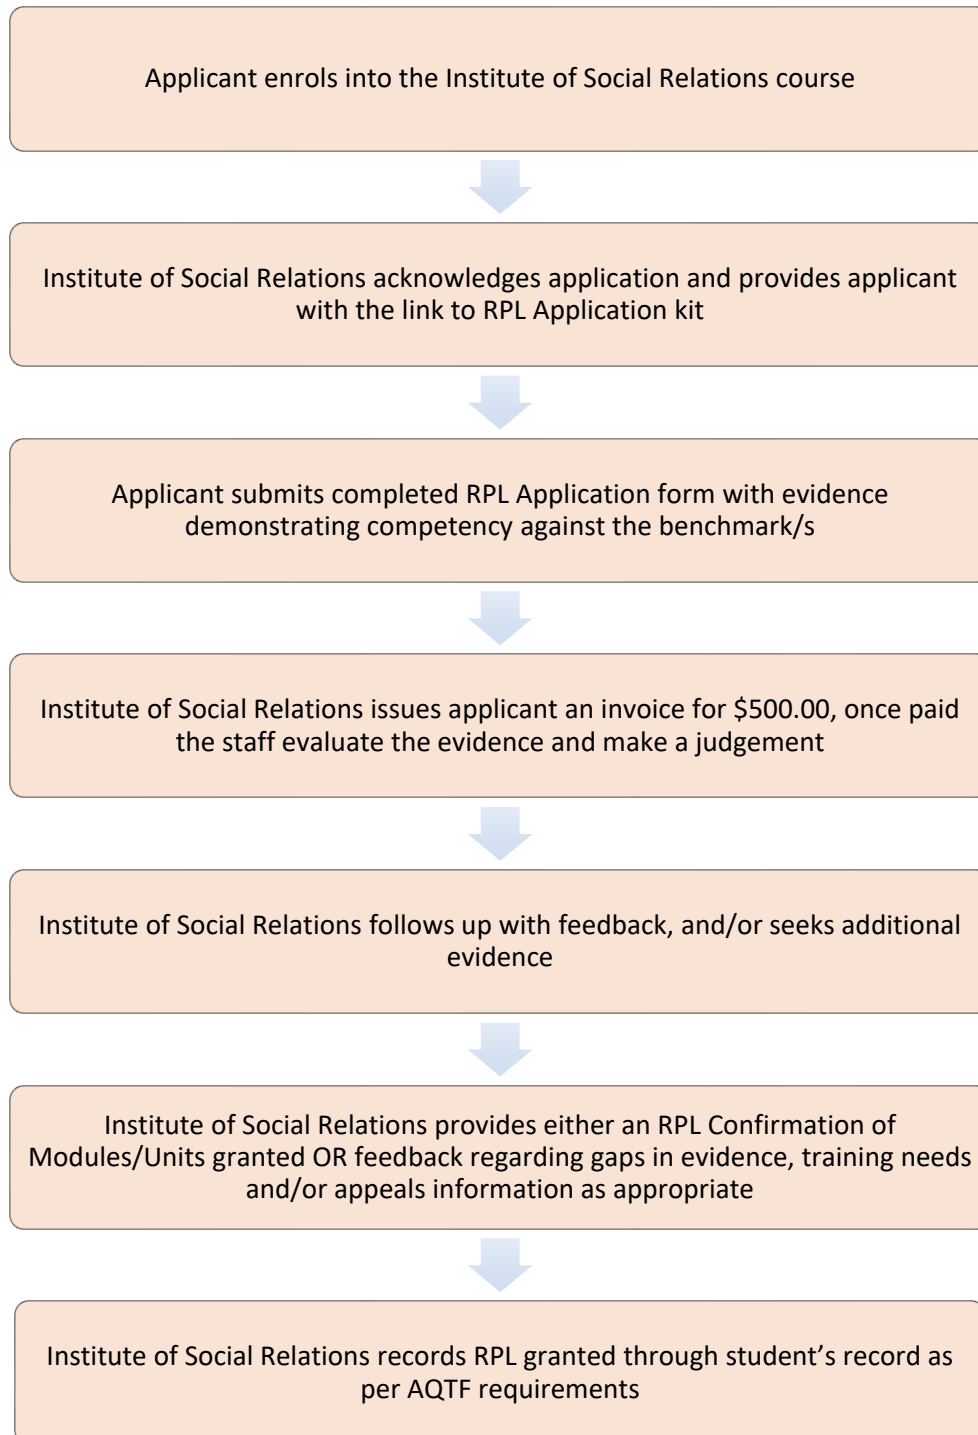 Applicant enrols into the Institute of Social Relations course
Institute of Social Relations acknowledges application and provides applicant
with the link to RPL Application kit
Applicant submits completed RPL Application form with evidence
demonstrating competency against the benchmark/s
Institute of Social Relations issues applicant an invoice for $500.00, once paid
the staff evaluate the evidence and make a judgement
Institute of Social Relations follows up with feedback, and/or seeks additional
evidence
Institute of Social Relations provides either an RPL Confirmation of
Modules/Units granted OR feedback regarding gaps in evidence, training needs
and/or appeals information as appropriate
Institute of Social Relations records RPL granted through student’s record as
per AQTF requirements